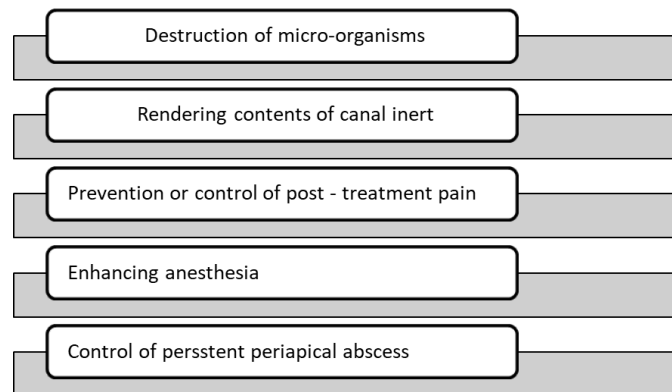 Destruction of micro-organisms
Rendering contents of canal inert
Prevention or control of post - treatment pain
Enhancing anesthesia
Control of persstent periapical abscess